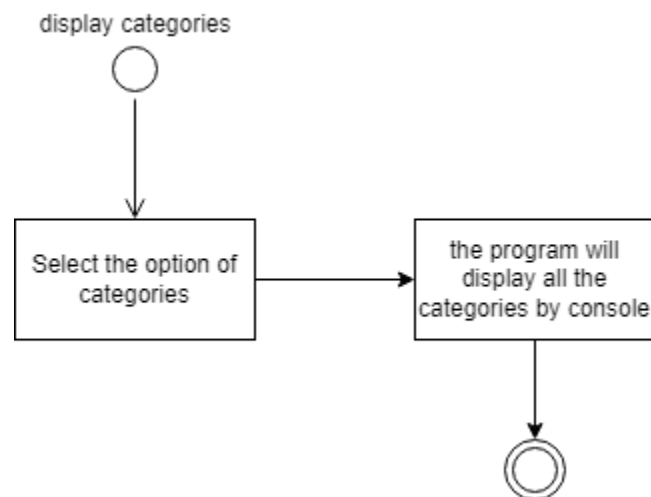 display categories
Select the option of
categories
the program will
display all the
categories by console